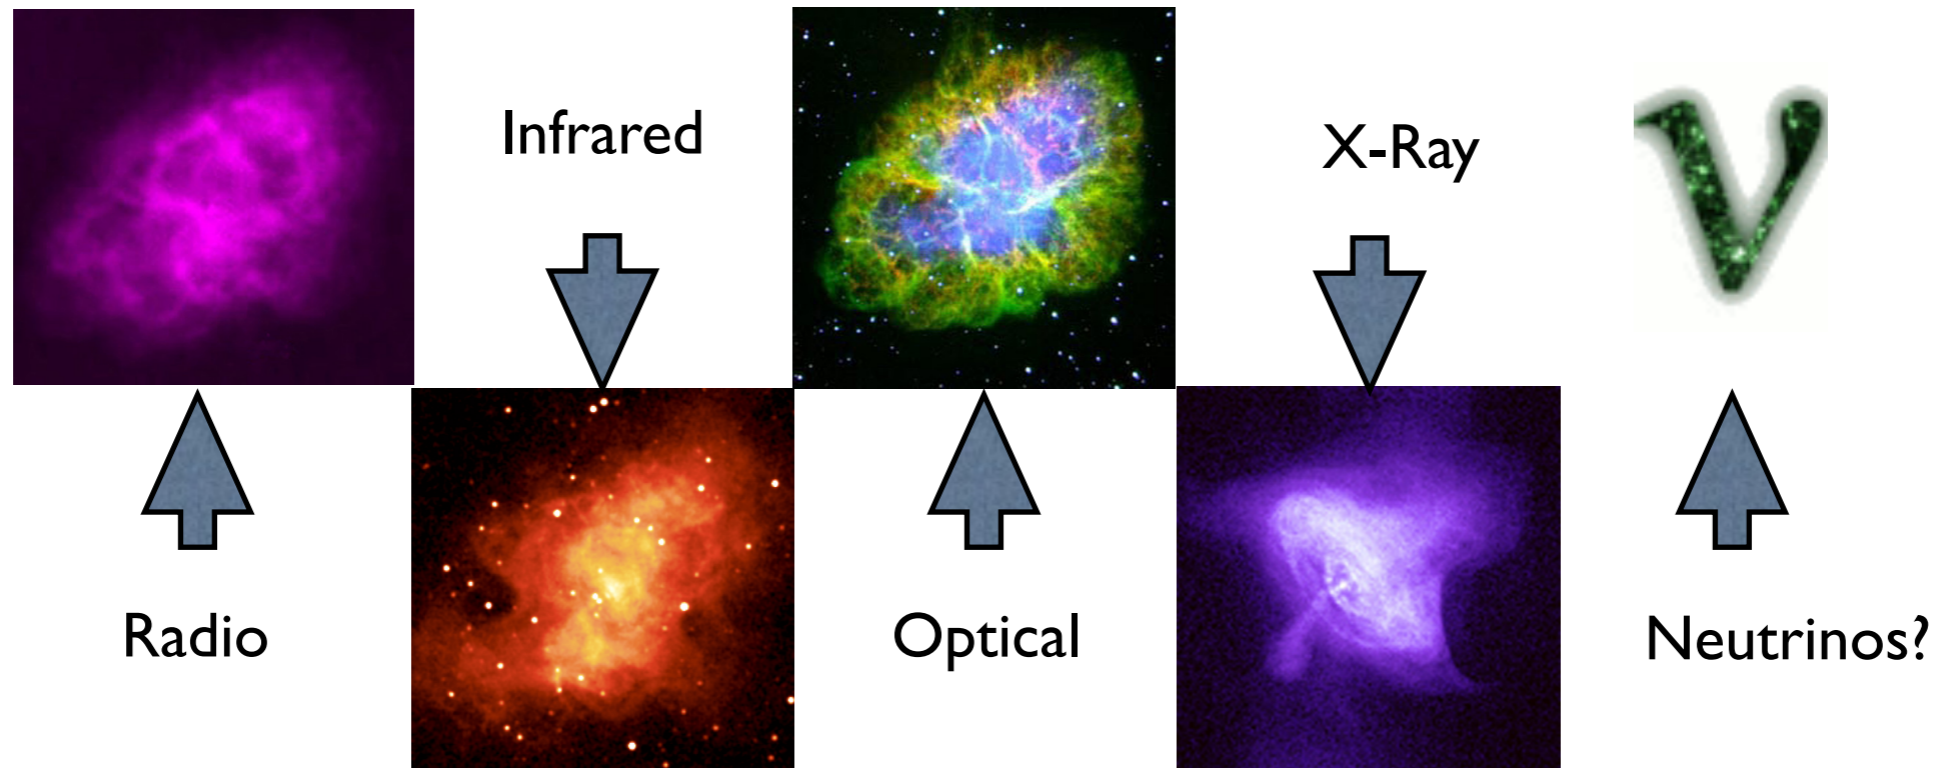 Infrared
X-Ray
ν
Radio
Optical
Neutrinos?